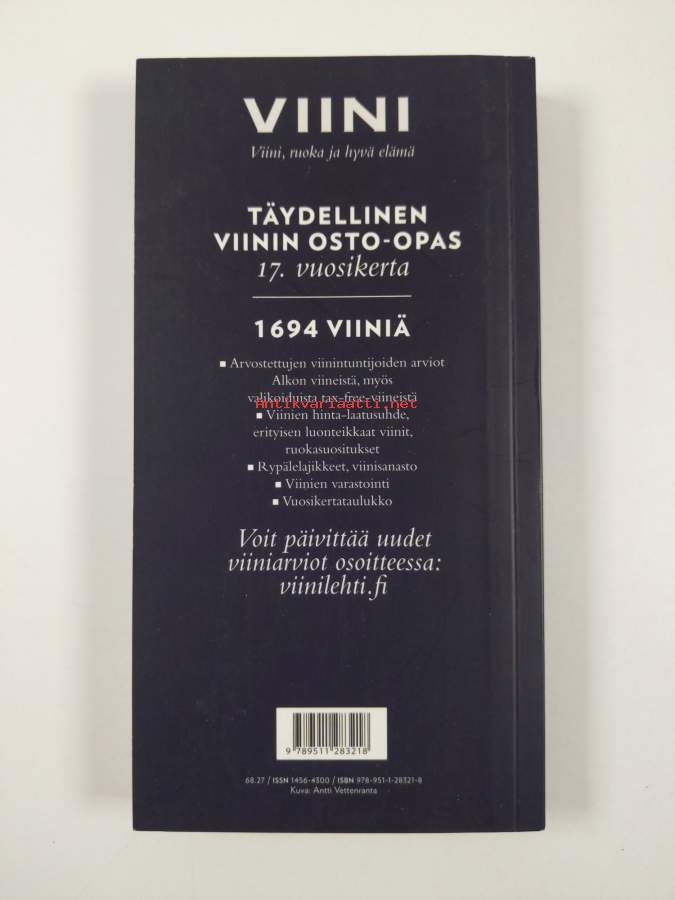 VIINI
Viini, ruoka ja hyvä elämä
TÄYDELLINEN
VIININ OSTO-OPAS
17. vuosikerta
1694 VIINIÄ
▪ Arvostettujen viinintuntijoiden arviot
Alkon viineistä, myös
valikoiduista tax-free-viineistä
Antikvariaatti.net
▪ Viinien hinta-laatusuhde,
erityisen luonteikkaat viinit,
ruokasuositukset
▪ Rypälelajikkeet, viinisanasto
▪ Viinien varastointi
▪ Vuosikertataulukko
Voit päivittää uudet
viiniarviot osoitteessa:
viinilehti.fi
9 789511 283218
68.27 / ISSN 1456-4300 / ISBN 978-951-1-28321-8
Kuva: Antti Vettenranta